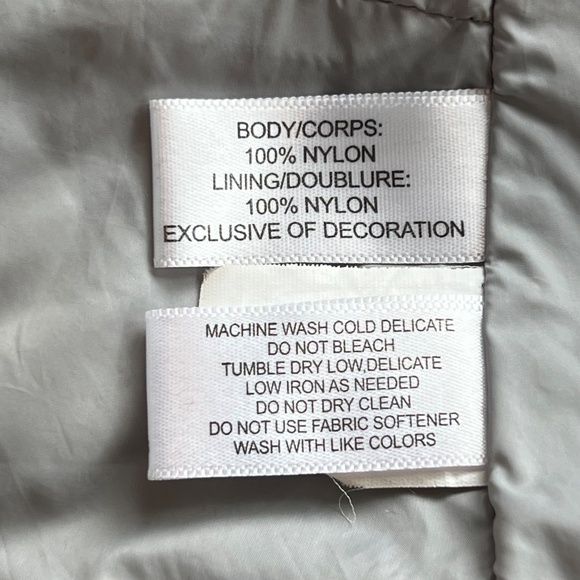 BODY/CORPS:
100% NYLON
LINING/DOUBLURE:
100% NYLON
EXCLUSIVE OF DECORATION
MACHINE WASH COLD DELICATE
DO NOT BLEACH
TUMBLE DRY LOW,DELICATE
LOW IRON AS NEEDED
DO NOT DRY CLEAN
DO NOT USE FABRIC SOFTENER
WASH WITH LIKE COLORS